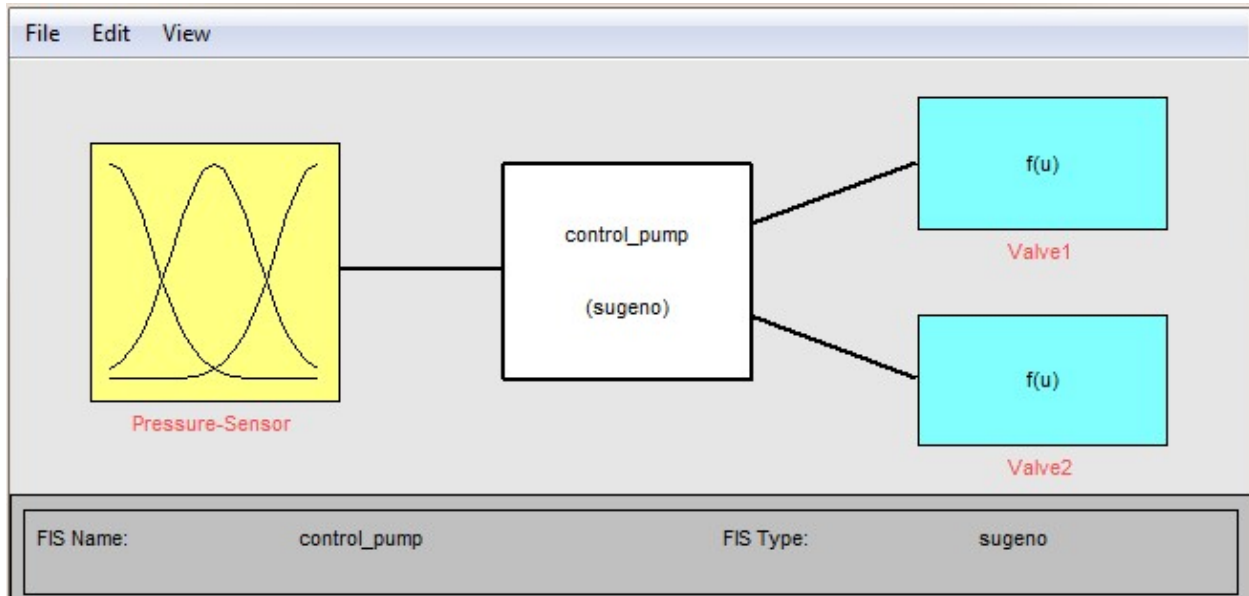 File Edit View
f(u)
Valve1
control_pump
(sugeno)
Pressure-Sensor
f(u)
Valve2
FIS Name: control_pump FIS Type: sugeno